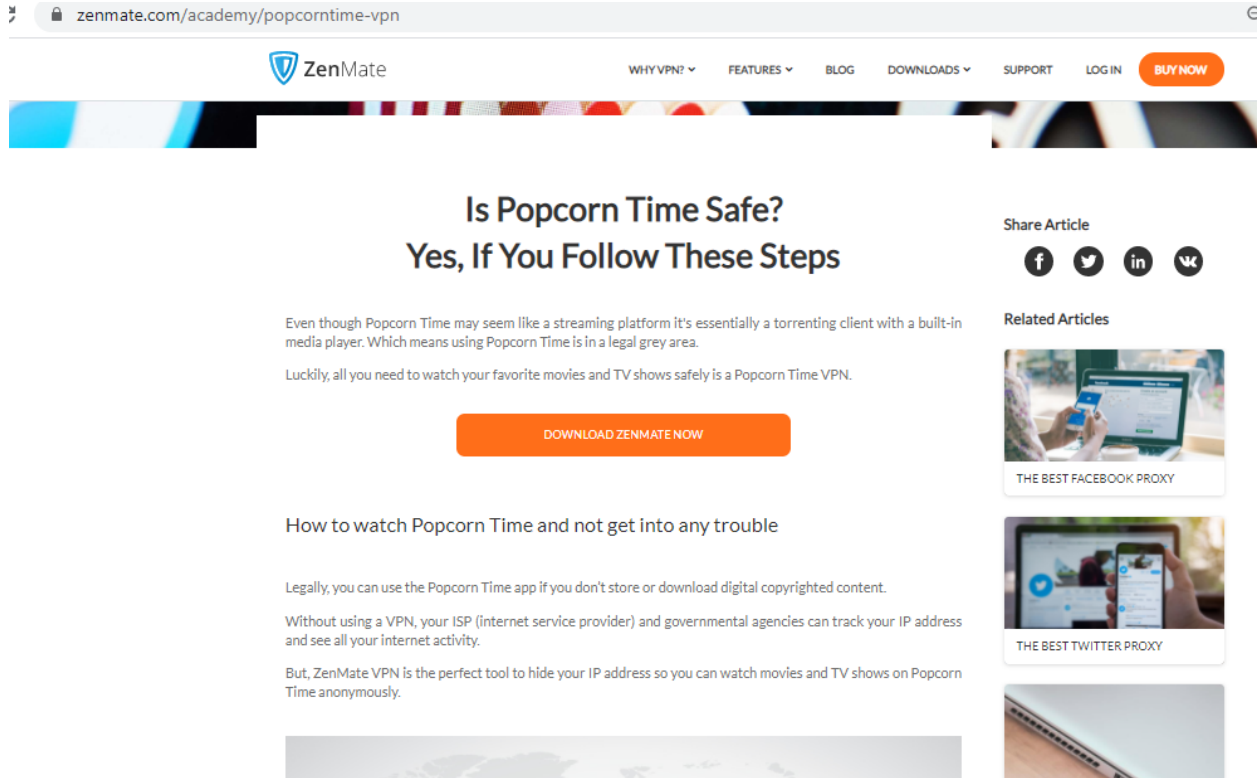 zenmate.com/academy/popcorntime-vpn
ZenMate
WHY VPN?
FEATURES
BLOG
DOWNLOADS
SUPPORT
LOG IN
BUY NOW
Is Popcorn Time Safe?
Yes, If You Follow These Steps
Even though Popcorn Time may seem like a streaming platform it's essentially a torrenting client with a built-in
media player. Which means using Popcorn Time is in a legal grey area.
Luckily, all you need to watch your favorite movies and TV shows safely is a Popcorn Time VPN.
DOWNLOAD ZENMATE NOW
How to watch Popcorn Time and not get into any trouble
Legally, you can use the Popcorn Time app if you don't store or download digital copyrighted content.
Without using a VPN, your ISP (internet service provider) and governmental agencies can track your IP address
and see all your internet activity.
But, ZenMate VPN is the perfect tool to hide your IP address so you can watch movies and TV shows on Popcorn
Time anonymously.
Share Article
Related Articles
THE BEST FACEBOOK PROXY
THE BEST TWITTER PROXY